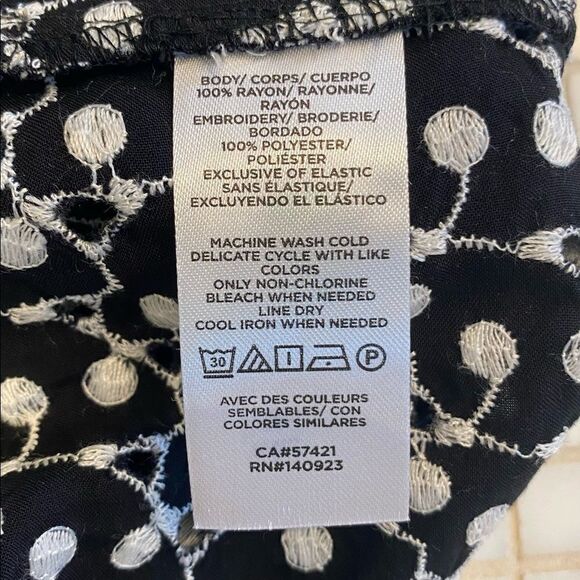 BODY/ CORPS/ CUERPO
100% RAYON/ RAYONNE/
RAYÓN
EMBROIDERY/ BRODERIE/
BORDADO
100% POLYESTER/
POLIÉSTER
EXCLUSIVE OF ELASTIC
SANS ÉLASTIQUE/
EXCLUYENDO EL ELÁSTICO
MACHINE WASH COLD
DELICATE CYCLE WITH LIKE
COLORS
ONLY NON-CHLORINE
BLEACH WHEN NEEDED
LINE DRY
COOL IRON WHEN NEEDED
30 P
AVEC DES COULEURS
SEMBLABLES/ CON
COLORES SIMILARES
CA#57421
RN#140923